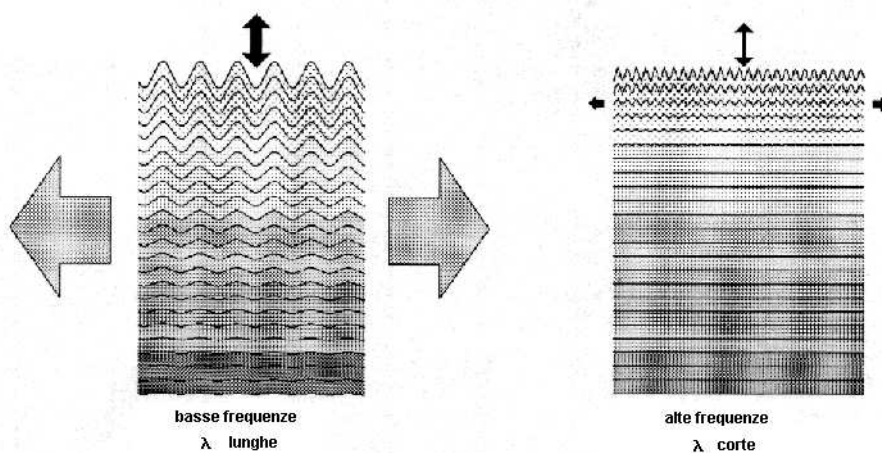 basse frequenze
λ lunghe
alte frequenze
λ corte